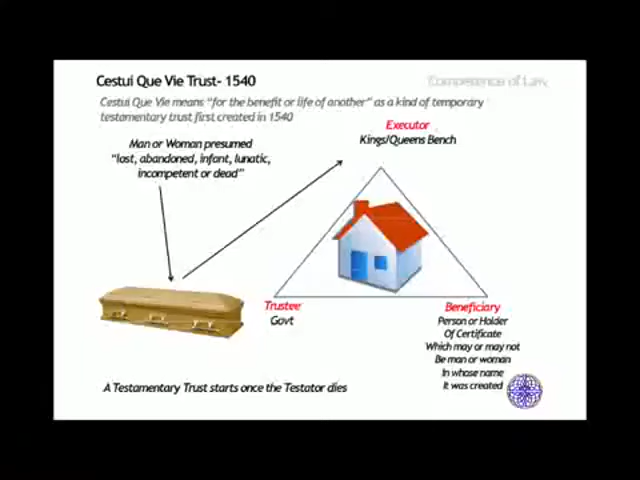 Cestui Que Vie Trust- 1540
Competence of Law
Cestui Que Vie means "for the benefit or life of another" as a kind of temporary
testamentary trust first created in 1540
Executor
Kings/Queens Bench
Man or Woman presumed
"lost, abandoned, infant, lunatic,
incompetent or dead"
Trustee
Govt
Beneficiary
Person or Holder
Of Certificate
Which may or may not
Be man or woman
In whose name
It was created
A Testamentary Trust starts once the Testator dies